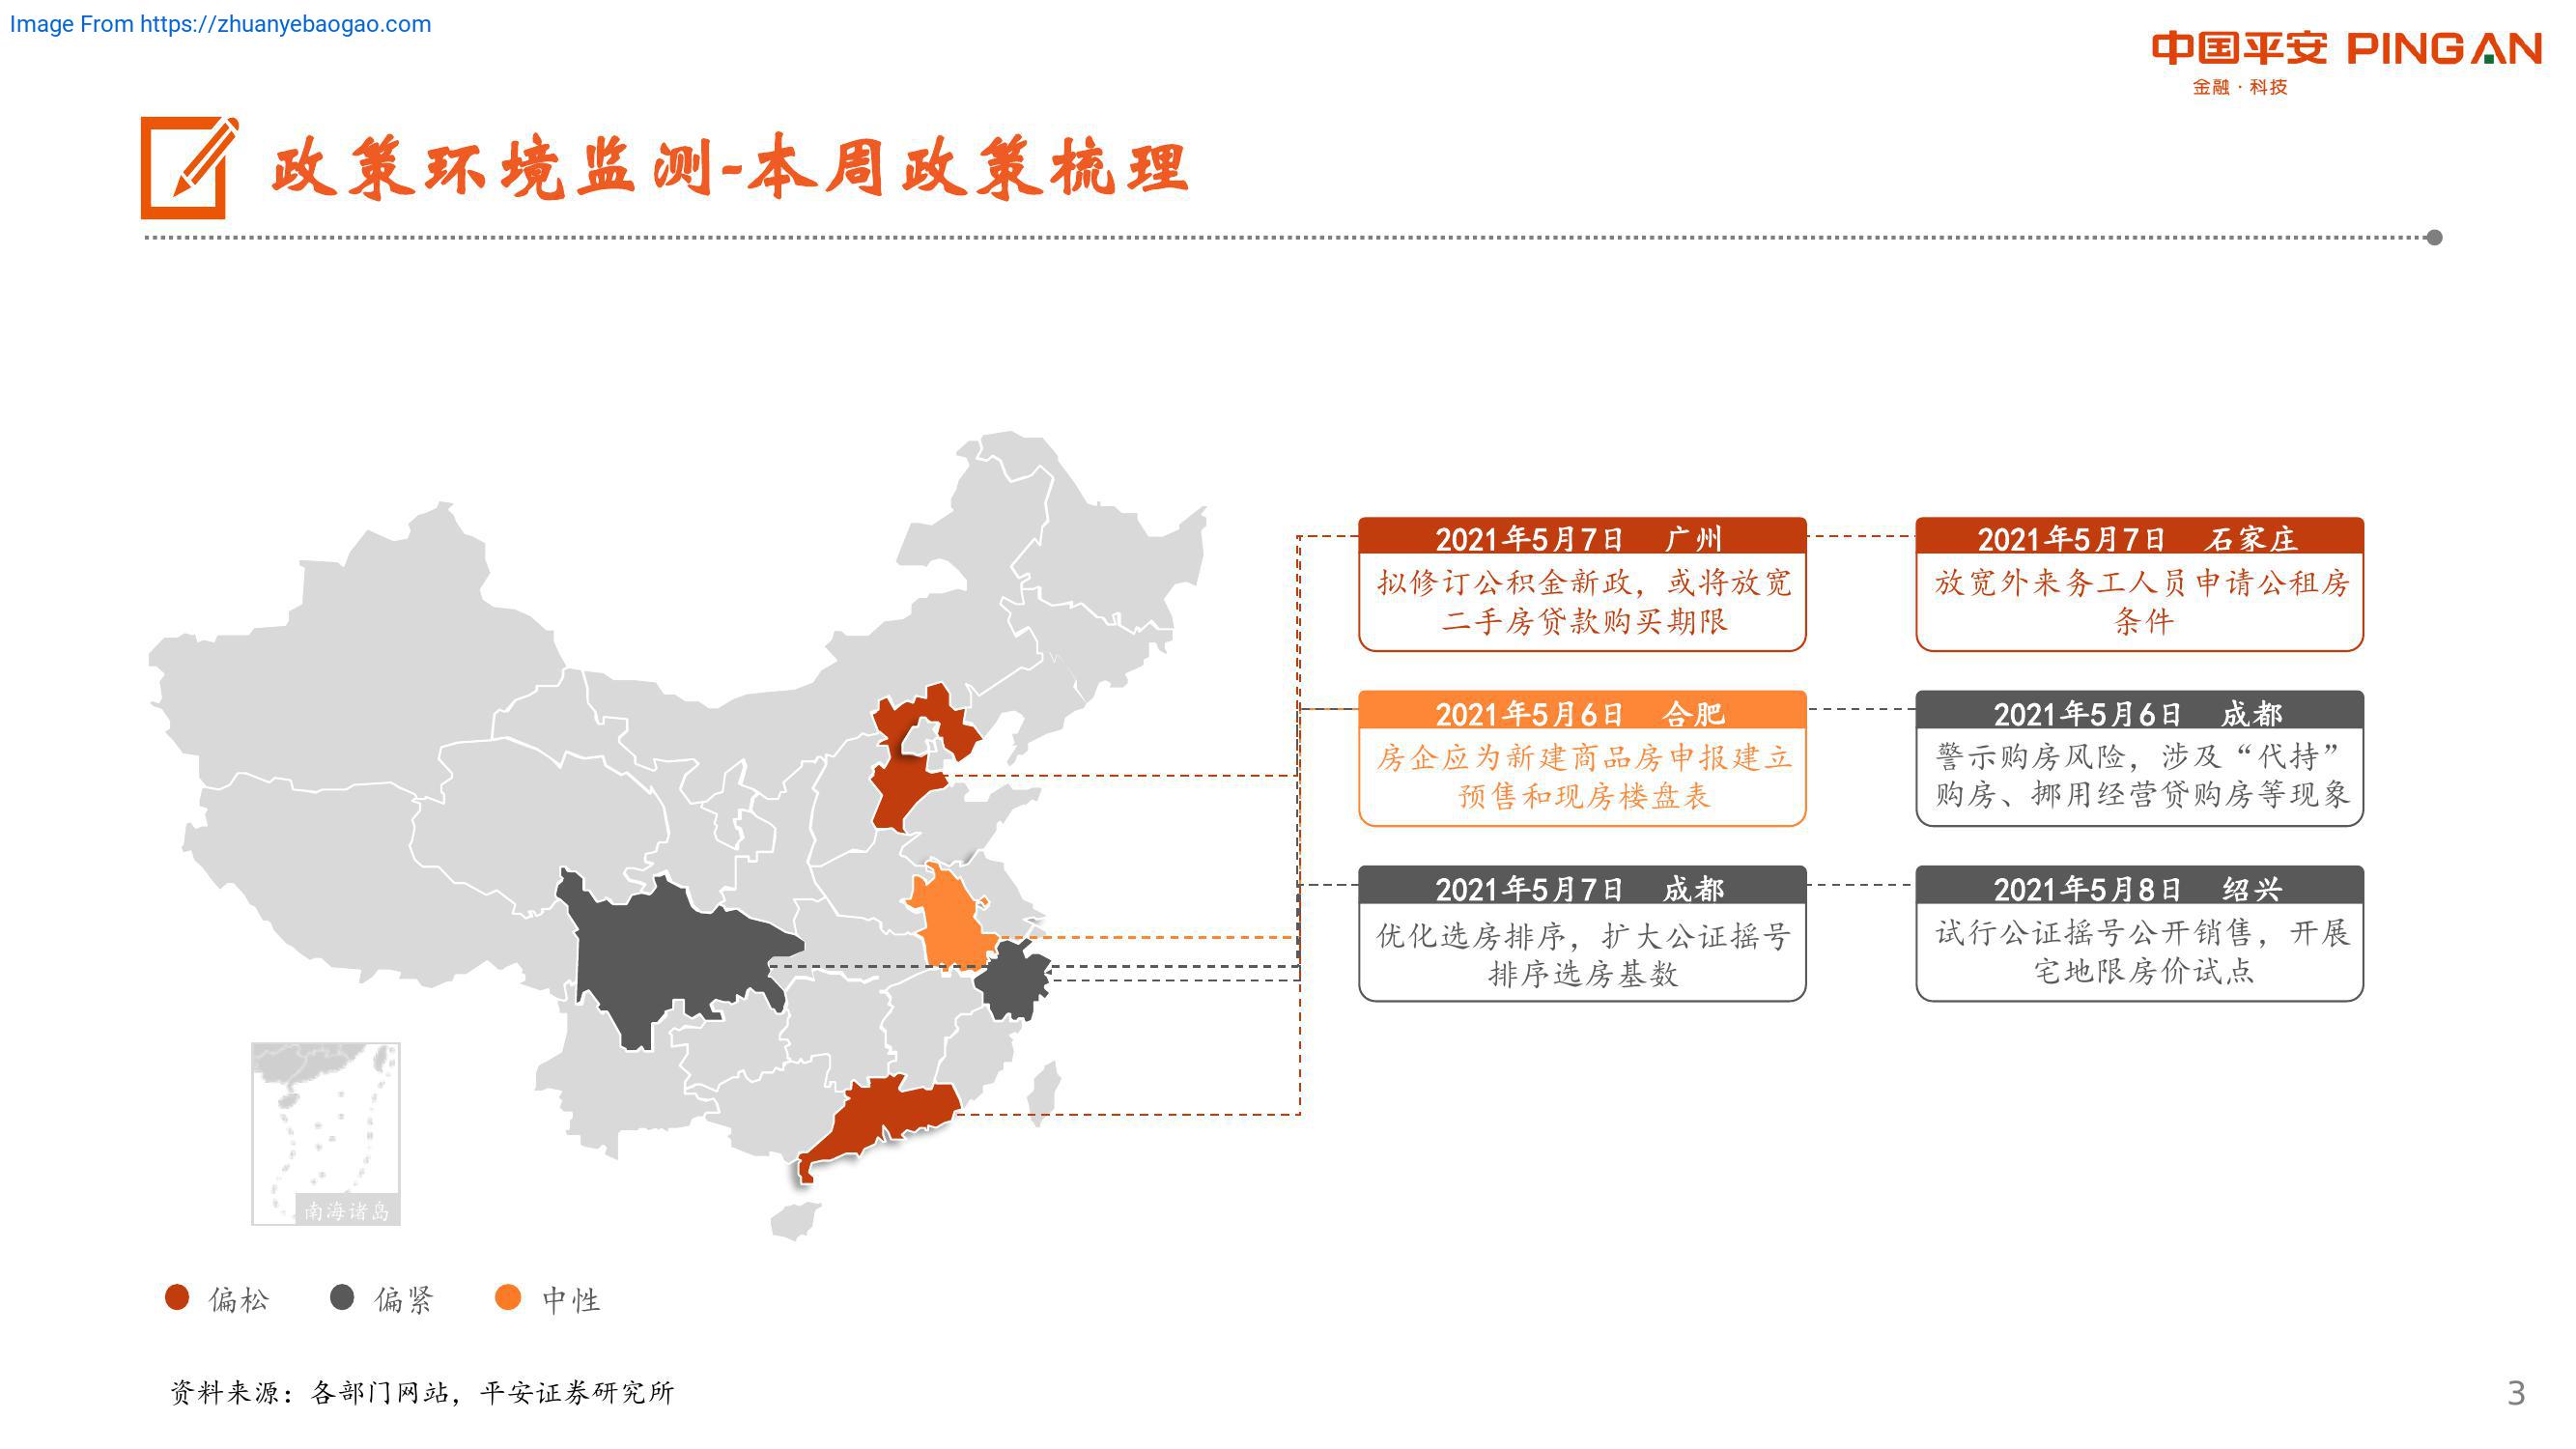 Image From https://zhuanyebaogao.com
中国平安 PINGAN
金融·科技
政策环境监测-本周政策梳理
2021年5月7日 广州
拟修订公积金新政，或将放宽
二手房贷款购买期限
2021年5月7日 石家庄
放宽外来务工人员申请公租房
条件
2021年5月6日 合肥
房企应为新建商品房申报建立
预售和现房楼盘表
2021年5月6日 成都
警示购房风险，涉及“代持”
购房、挪用经营贷购房等现象
2021年5月7日 成都
优化选房排序，扩大公证摇号
排序选房基数
2021年5月8日 绍兴
试行公证摇号公开销售，开展
宅地限房价试点
南海诸岛
偏松 偏紧 中性
资料来源：各部门网站，平安证券研究所
3